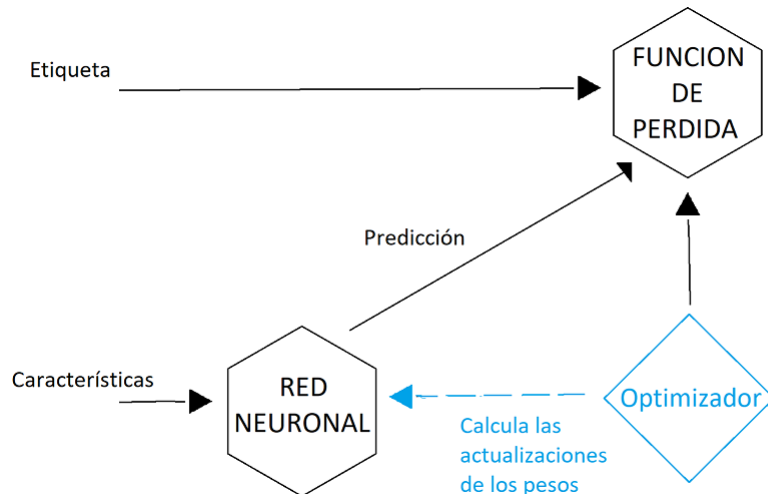 Etiqueta
FUNCION
DE
PERDIDA
Predicción
Características
RED
NEURONAL
Optimizador
Calcula las
actualizaciones
de los pesos